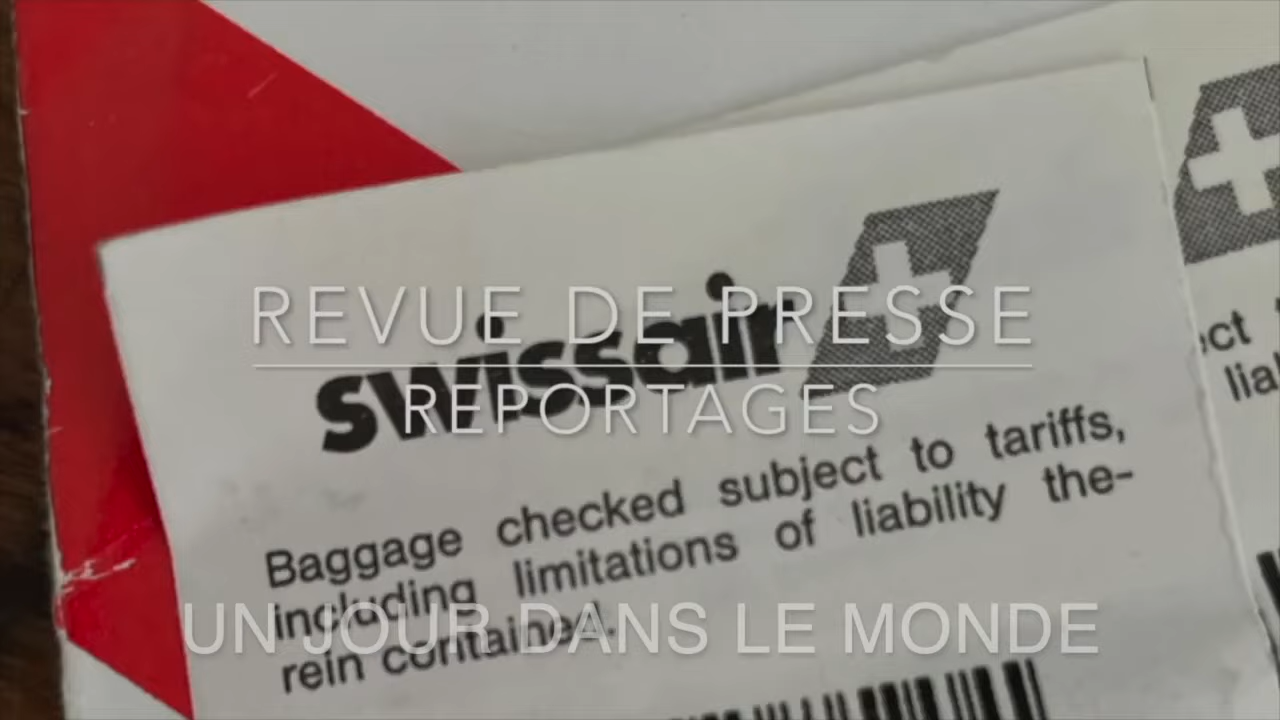 REVUE DE PRESSE
swissair
REPORTAGES
Baggage checked subject to tariffs,
including limitations of liability the-
rein contained.
UN JOUR DANS LE MONDE
ct
lia